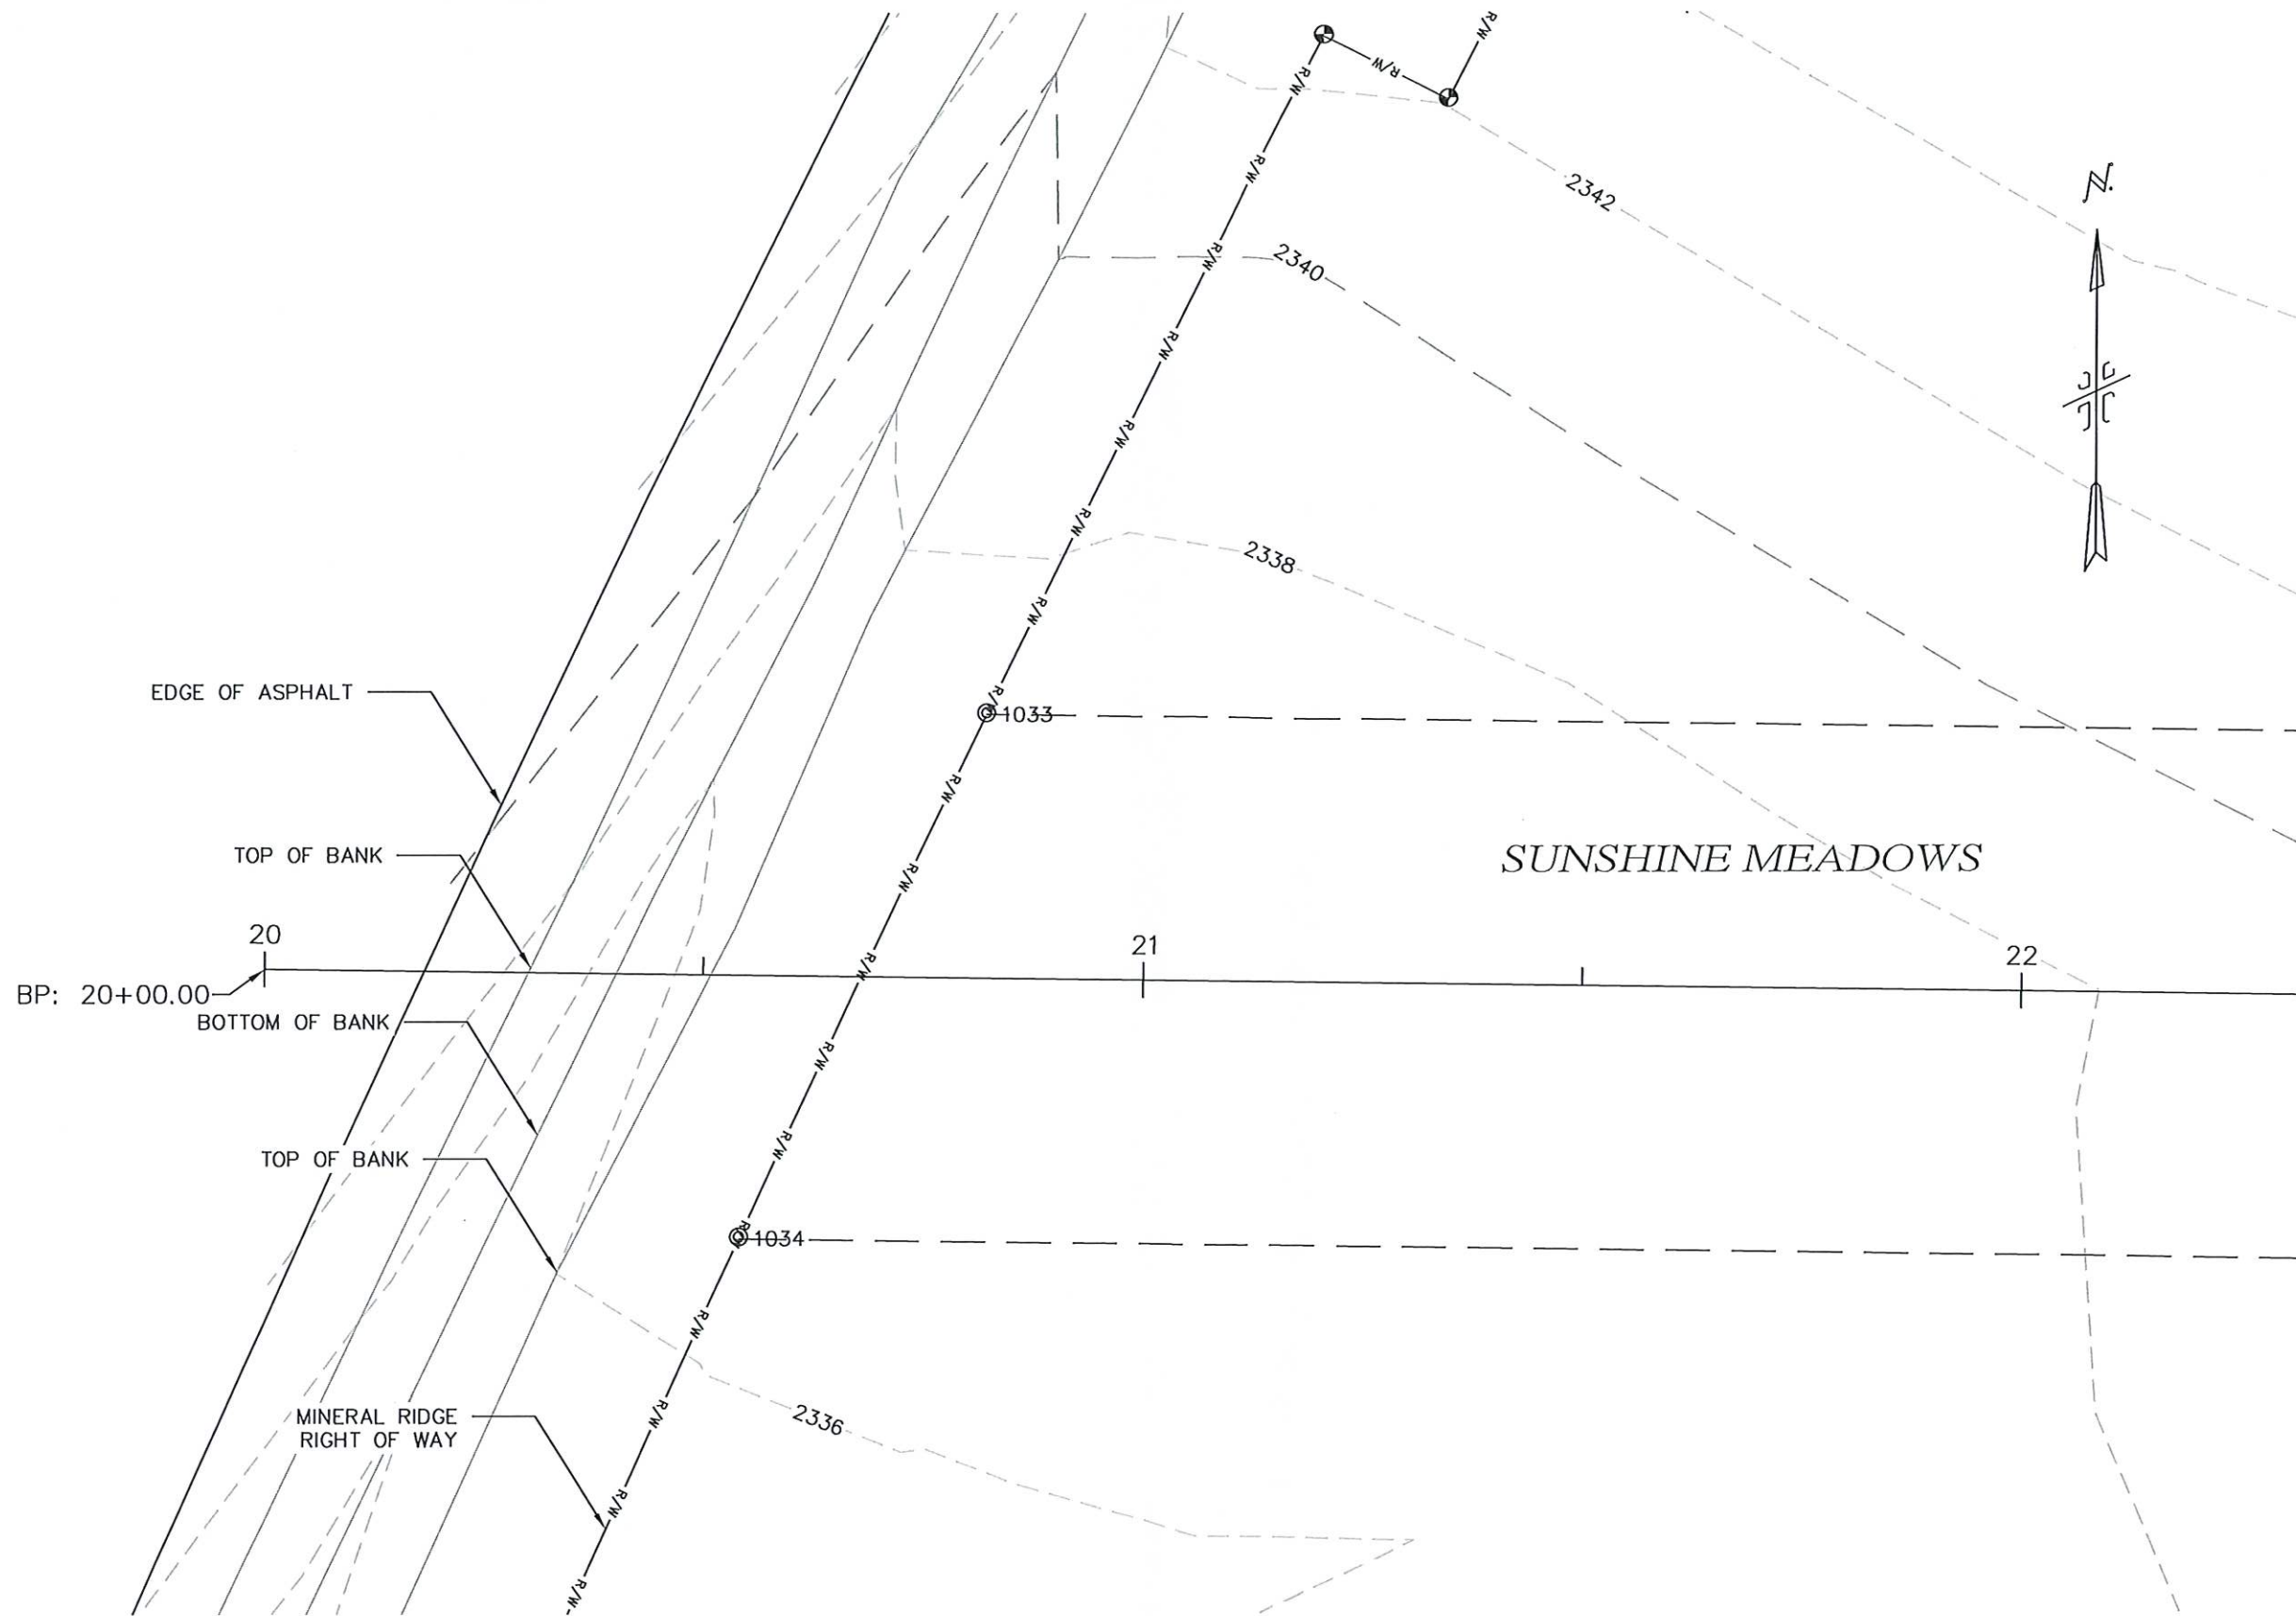 R/W
R/W
R/W
R/W
2342
N.
R/W
2340
R/W
R/W
R/W
2338
R/W
EDGE OF ASPHALT
R/W
1033
R/W
TOP OF BANK
SUNSHINE MEADOWS
R/W
20
21
22
R/W
BP: 20+00.00
BOTTOM OF BANK
R/W
TOP OF BANK
R/W
R/W
1034
R/W
MINERAL RIDGE
RIGHT OF WAY
R/W
2336
R/W
R/W